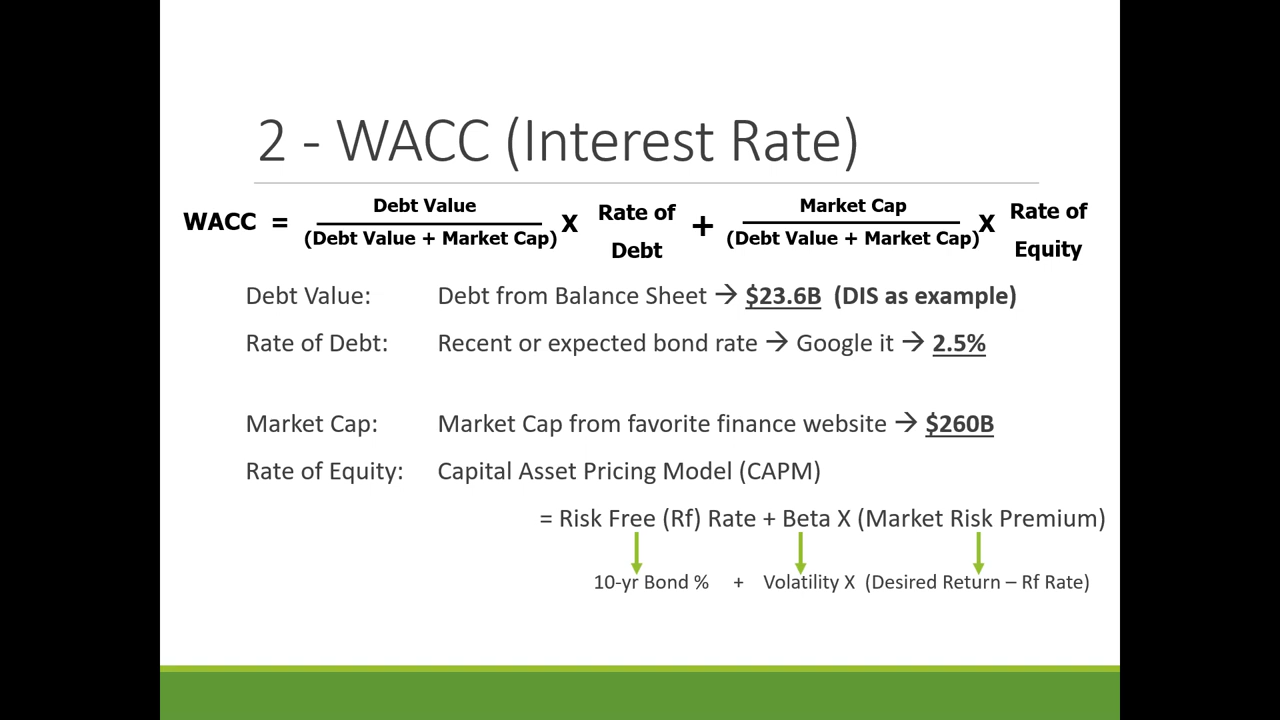 2 - WACC (Interest Rate)
WACC = Debt Value / (Debt Value + Market Cap) X Rate of Debt + Market Cap / (Debt Value + Market Cap) X Rate of Equity
Debt Value: Debt from Balance Sheet → $23.6B (DIS as example)
Rate of Debt: Recent or expected bond rate → Google it → 2.5%
Market Cap: Market Cap from favorite finance website → $260B
Rate of Equity: Capital Asset Pricing Model (CAPM)
= Risk Free (Rf) Rate + Beta X (Market Risk Premium)
10-yr Bond % + Volatility X (Desired Return – Rf Rate)